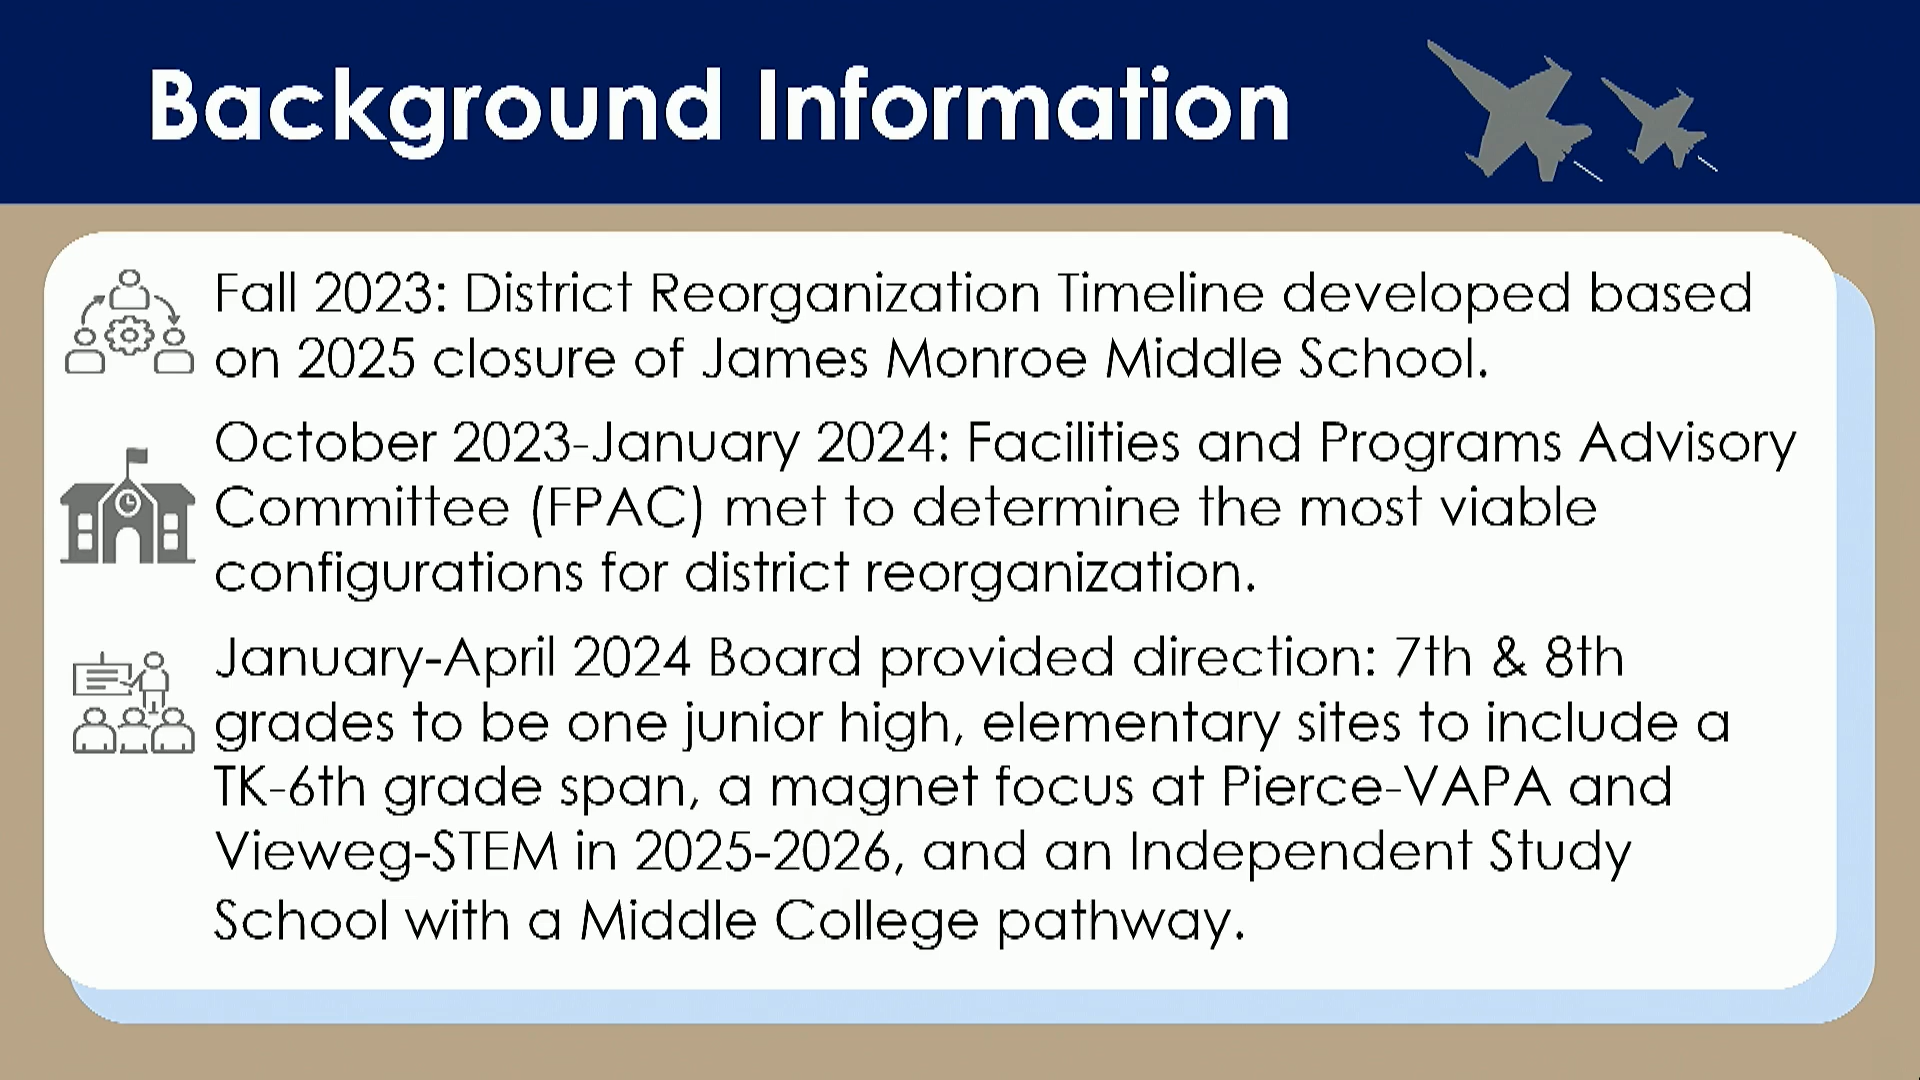 Background Information
Fall 2023: District Reorganization Timeline developed based
on 2025 closure of James Monroe Middle School.
October 2023-January 2024: Facilities and Programs Advisory
Committee (FPAC) met to determine the most viable
configurations for district reorganization.
January-April 2024 Board provided direction: 7th & 8th
grades to be one junior high, elementary sites to include a
TK-6th grade span, a magnet focus at Pierce-VAPA and
Vieweg-STEM in 2025-2026, and an Independent Study
School with a Middle College pathway.